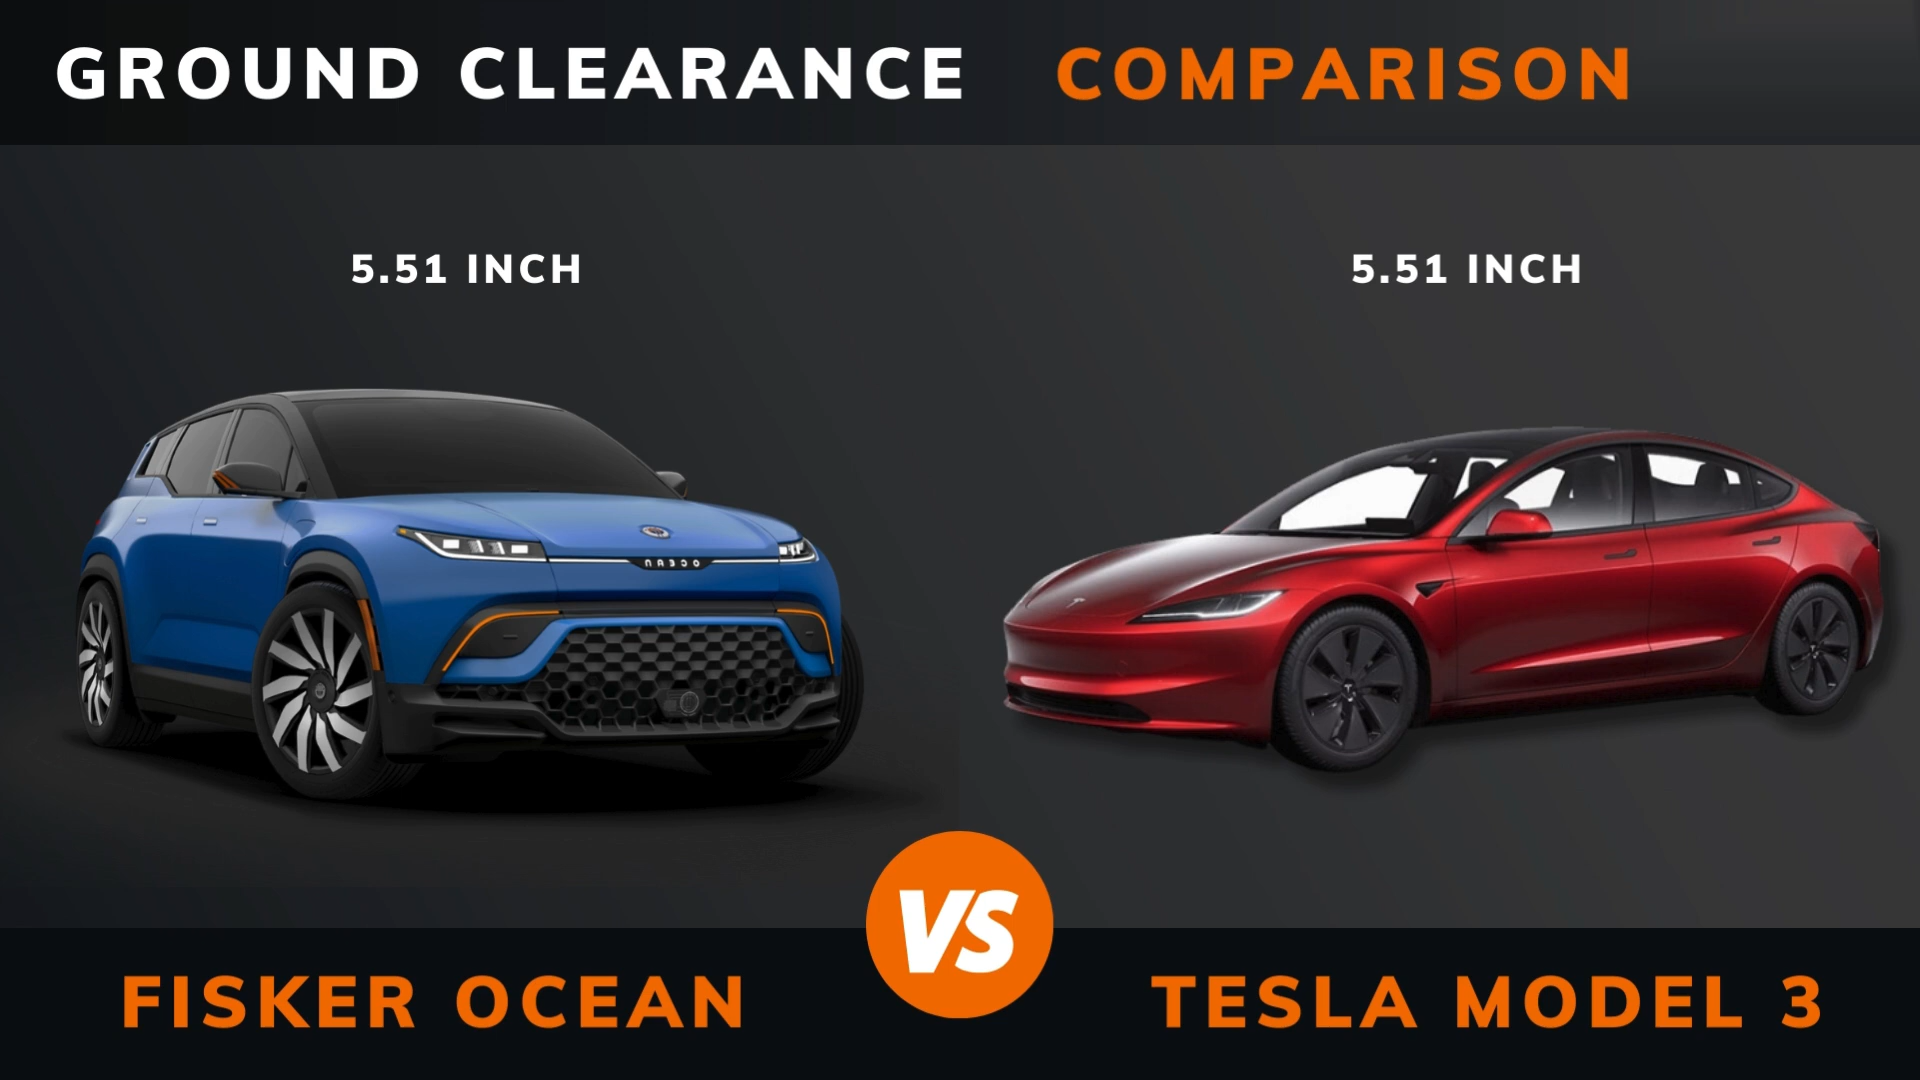 GROUND CLEARANCE COMPARISON
5.51 INCH
5.51 INCH
VS
FISKER OCEAN
TESLA MODEL 3